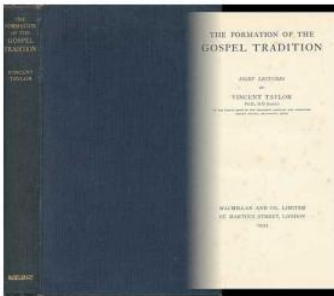 THE
FORMATION
OF THE
GOSPEL
TRADITION
VINCENT
TAYLOR
MACMILLAN
THE FORMATION OF THE
GOSPEL TRADITION
EIGHT LECTURES
BY
VINCENT TAYLOR
MACMILLAN AND CO., LIMITED
ST. MARTIN'S STREET, LONDON